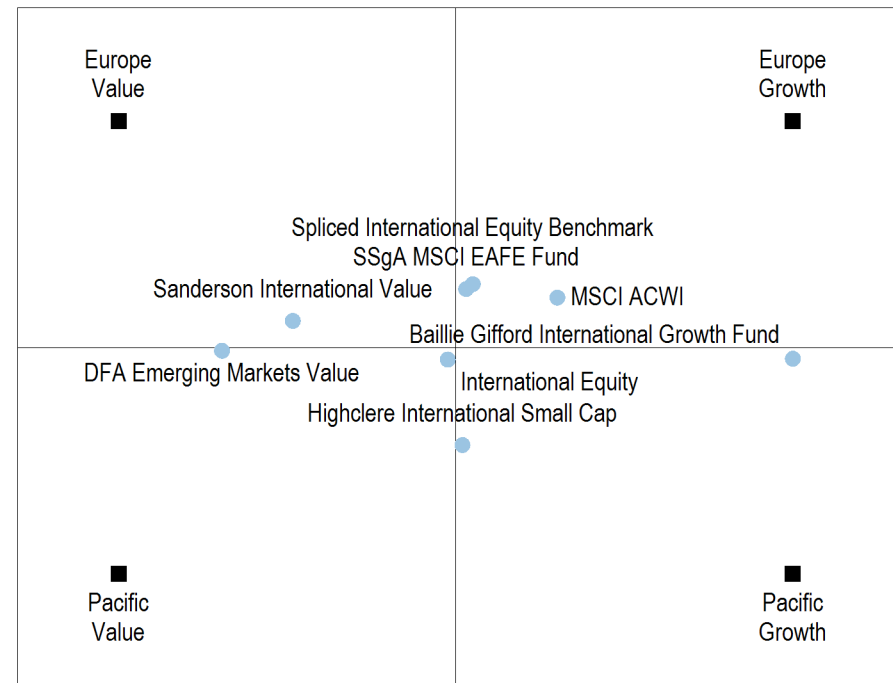 Europe
Value
Europe
Growth
Spliced International Equity Benchmark
SSgA MSCI EAFE Fund
Sanderson International Value
MSCI ACWI
Baillie Gifford International Growth Fund
DFA Emerging Markets Value
International Equity
Highclere International Small Cap
Pacific
Value
Pacific
Growth